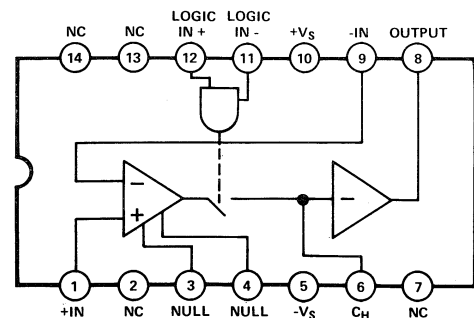 NC NC LOGIC IN + LOGIC IN - +VS -IN OUTPUT
14 13 12 11 10 9 8
− −
+
1 2 3 4 5 6 7
+IN NC NULL NULL -VS CH NC